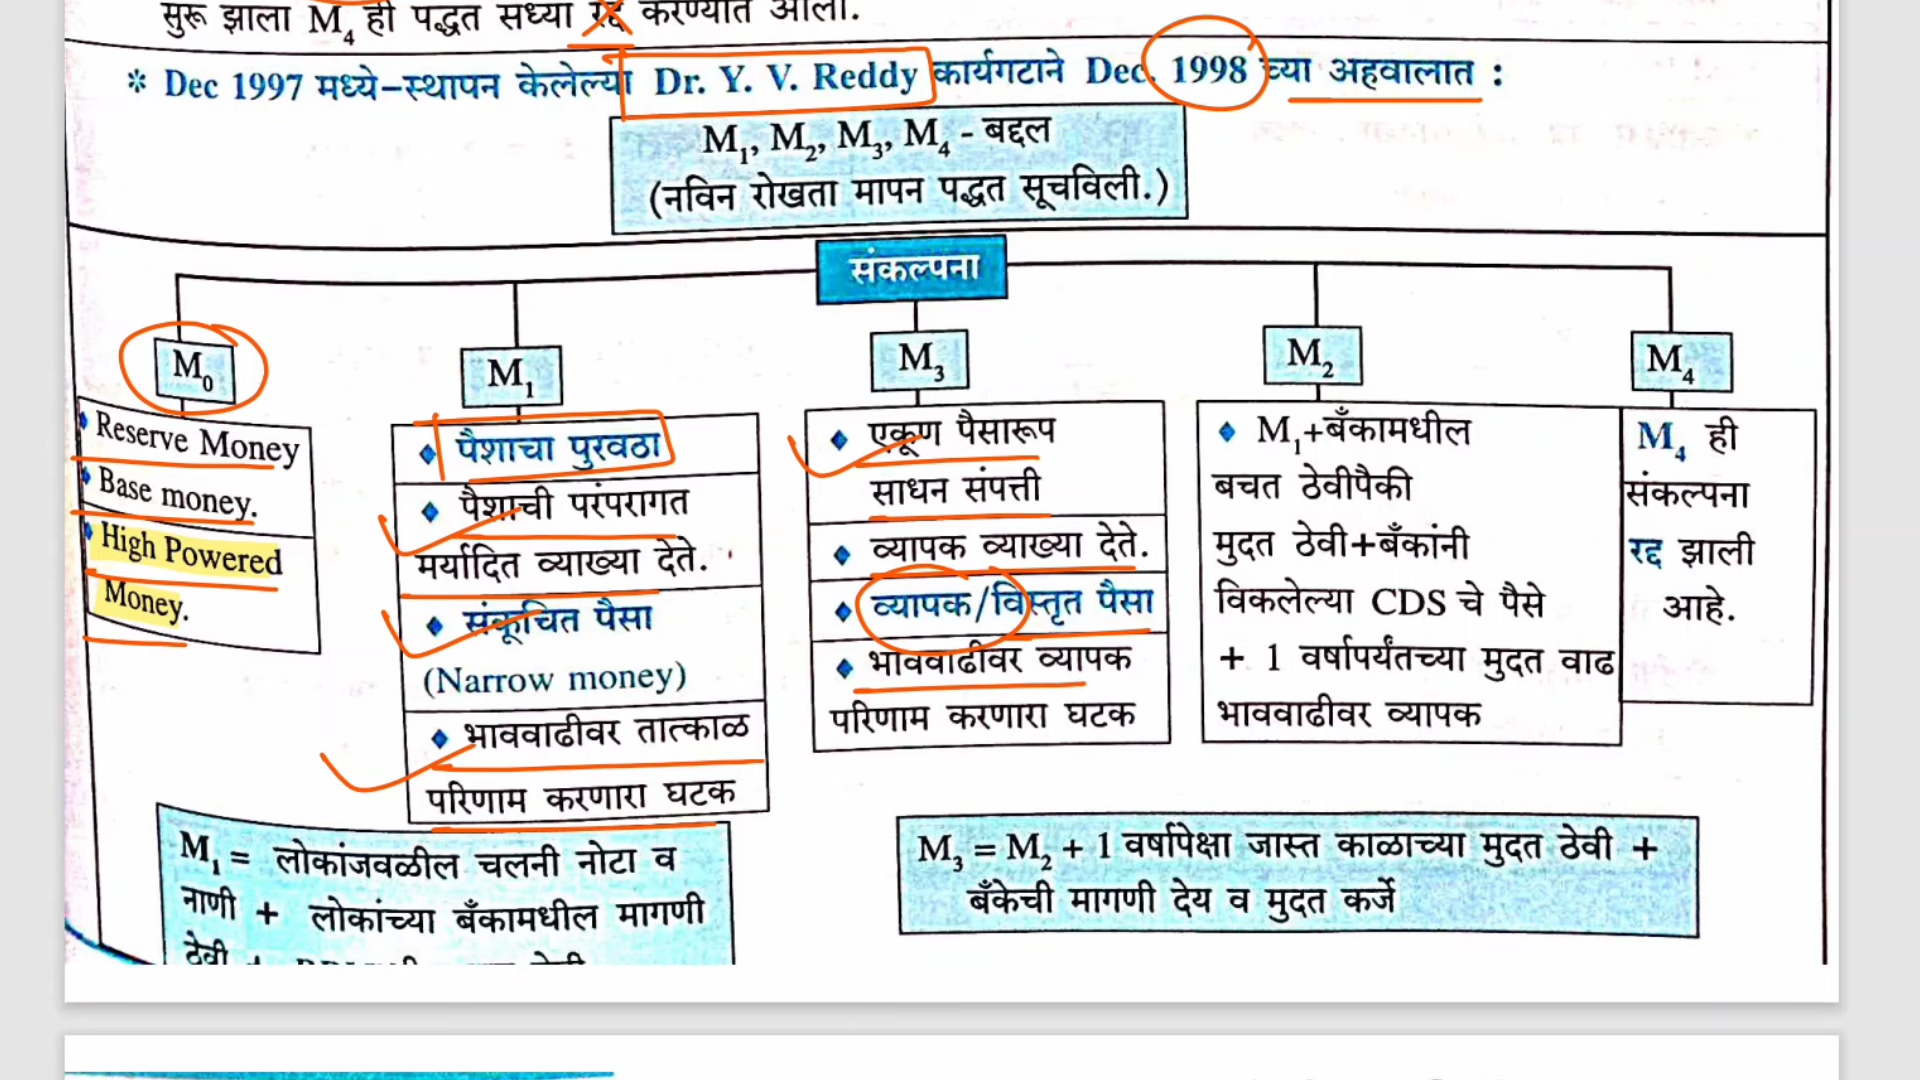 सुरू झाला M4 ही पद्धत सध्या रद्द करण्यात आली.
* Dec 1997 मध्ये–स्थापन केलेल्या Dr. Y. V. Reddy कार्यगटाने Dec. 1998 च्या अहवालात :
M1, M2, M3, M4 - बद्दल
(नविन रोखता मापन पद्धत सूचविली.)
संकल्पना
M0
Reserve Money
Base money.
High Powered
Money.
M1
पैशाचा पुरवठा
पैशाची परंपरागत
मर्यादित व्याख्या देते.
संकूचित पैसा
(Narrow money)
भाववाढीवर तात्काळ
परिणाम करणारा घटक
M3
एकूण पैसारूप
साधन संपत्ती
व्यापक व्याख्या देते.
व्यापक/विस्तृत पैसा
भाववाढीवर व्यापक
परिणाम करणारा घटक
M2
M1+बँकामधील
बचत ठेवीपैकी
मुदत ठेवी+बँकांनी
विकलेल्या CDS चे पैसे
+ 1 वर्षापर्यंतच्या मुदत वाढ
भाववाढीवर व्यापक
M4
M4 ही
संकल्पना
रद्द झाली
आहे.
M1 = लोकांजवळील चलनी नोटा व
नाणी + लोकांच्या बँकामधील मागणी
ठेवी +
M3 = M2 + 1 वर्षापेक्षा जास्त काळाच्या मुदत ठेवी +
बँकेची मागणी देय व मुदत कर्जे